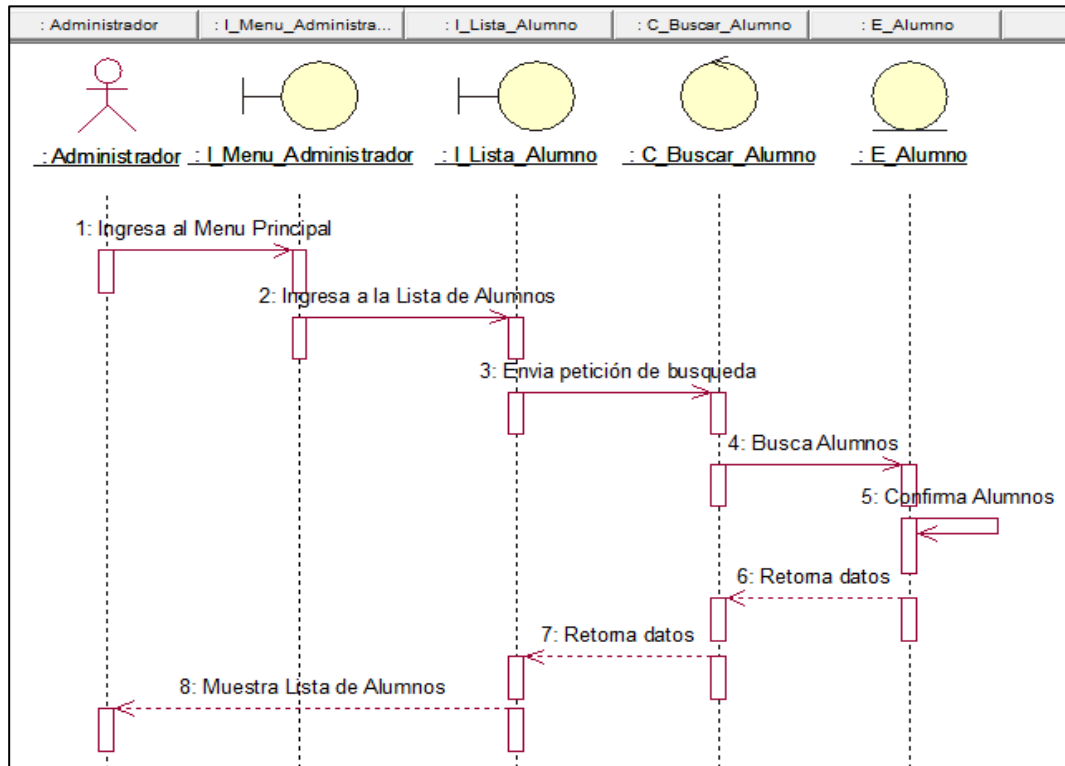 : Administrador : I_Menu_Administra... : I_Lista_Alumno : C_Buscar_Alumno : E_Alumno
: Administrador : I_Menu_Administrador : I_Lista_Alumno : C_Buscar_Alumno : E_Alumno
1: Ingresa al Menu Principal
2: Ingresa a la Lista de Alumnos
3: Envia petición de busqueda
4: Busca Alumnos
5: Confirma Alumnos
6: Retorna datos
7: Retorna datos
8: Muestra Lista de Alumnos